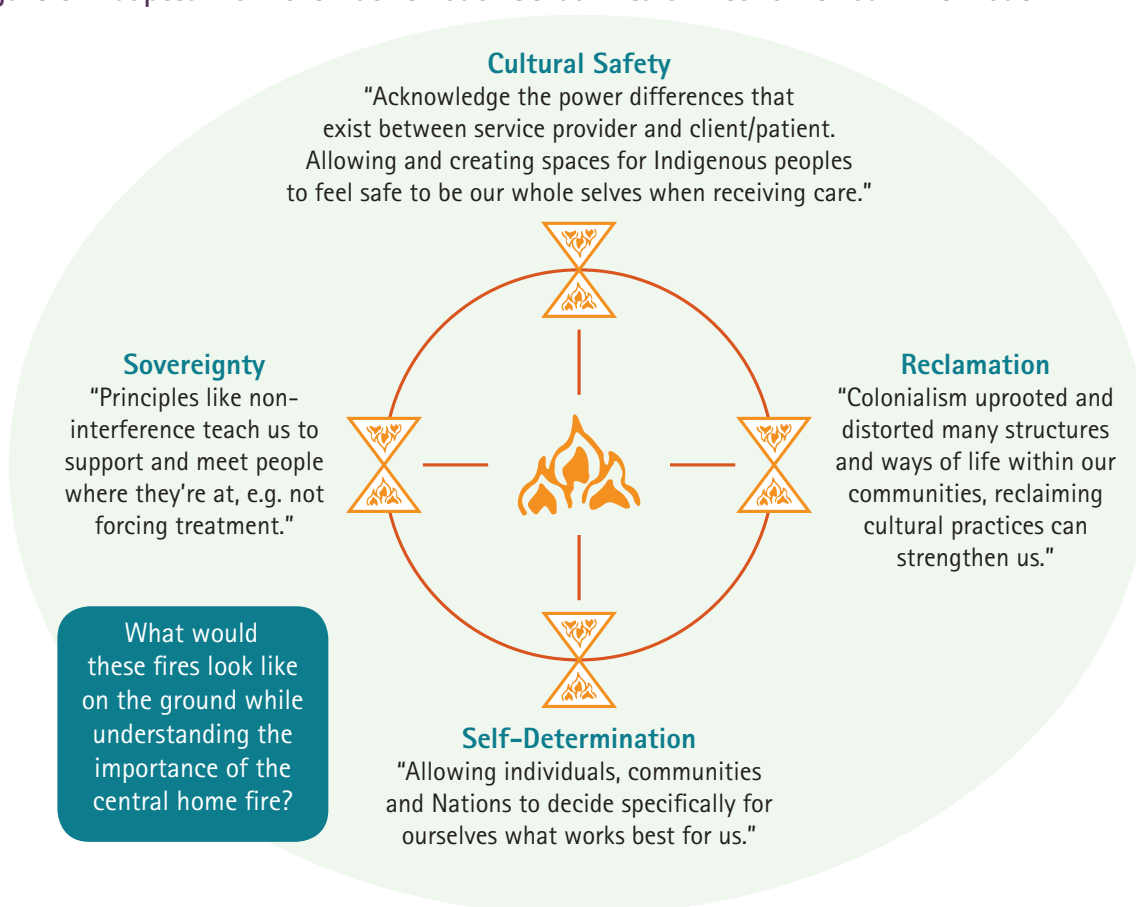 Cultural Safety
“Acknowledge the power differences that
exist between service provider and client/patient.
Allowing and creating spaces for Indigenous peoples
to feel safe to be our whole selves when receiving care.”
Sovereignty
“Principles like non-
interference teach us to
support and meet people
where they’re at, e.g. not
forcing treatment.”
Reclamation
“Colonialism uprooted and
distorted many structures
and ways of life within our
communities, reclaiming
cultural practices can
strengthen us.”
What would
these fires look like
on the ground while
understanding the
importance of the
central home fire?
Self-Determination
“Allowing individuals, communities
and Nations to decide specifically for
ourselves what works best for us.”